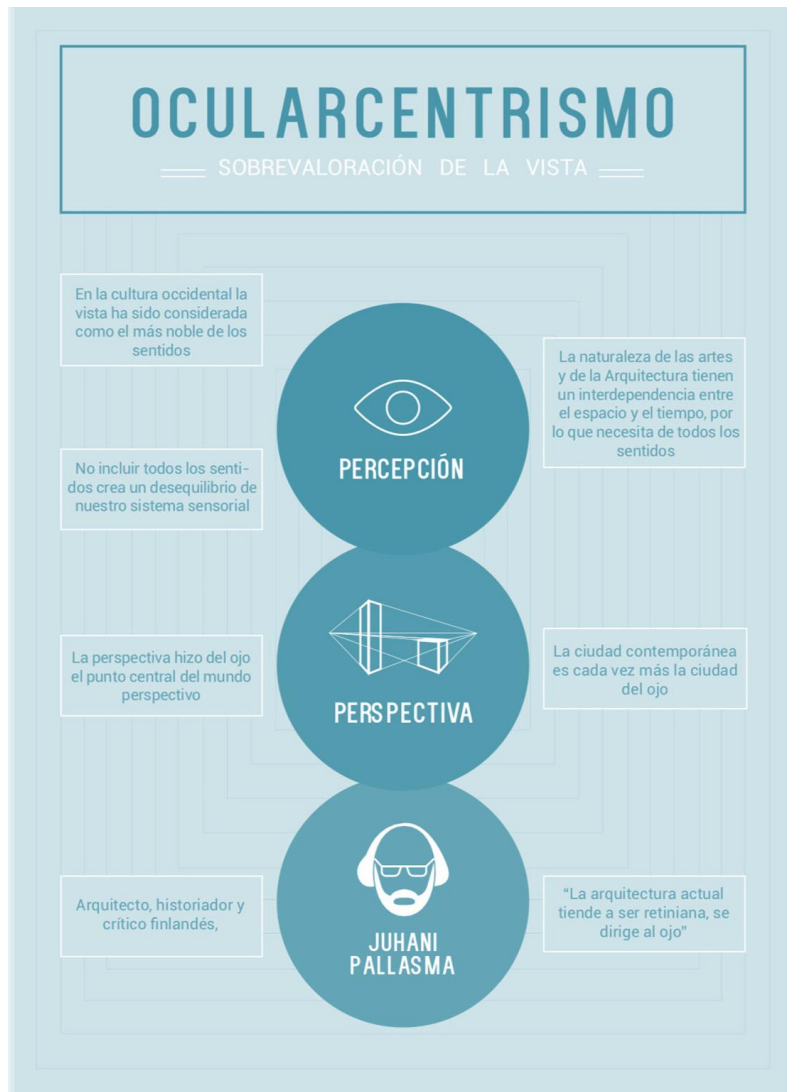 OCULARCENTRISMO
SOBREVALORACIÓN DE LA VISTA
En la cultura occidental la
vista ha sido considerada
como el más noble de los
sentidos
La naturaleza de las artes
y de la Arquitectura tienen
un interdependencia entre
el espacio y el tiempo, por
lo que necesita de todos los
sentidos
PERCEPCIÓN
No incluir todos los senti-
dos crea un desequilibrio de
nuestro sistema sensorial
La perspectiva hizo del ojo
el punto central del mundo
perspectivo
PERSPECTIVA
La ciudad contemporánea
es cada vez más la ciudad
del ojo
Arquitecto, historiador y
crítico finlandés,
JUHANI
PALLASMA
“La arquitectura actual
tiende a ser retiniana, se
dirige al ojo”